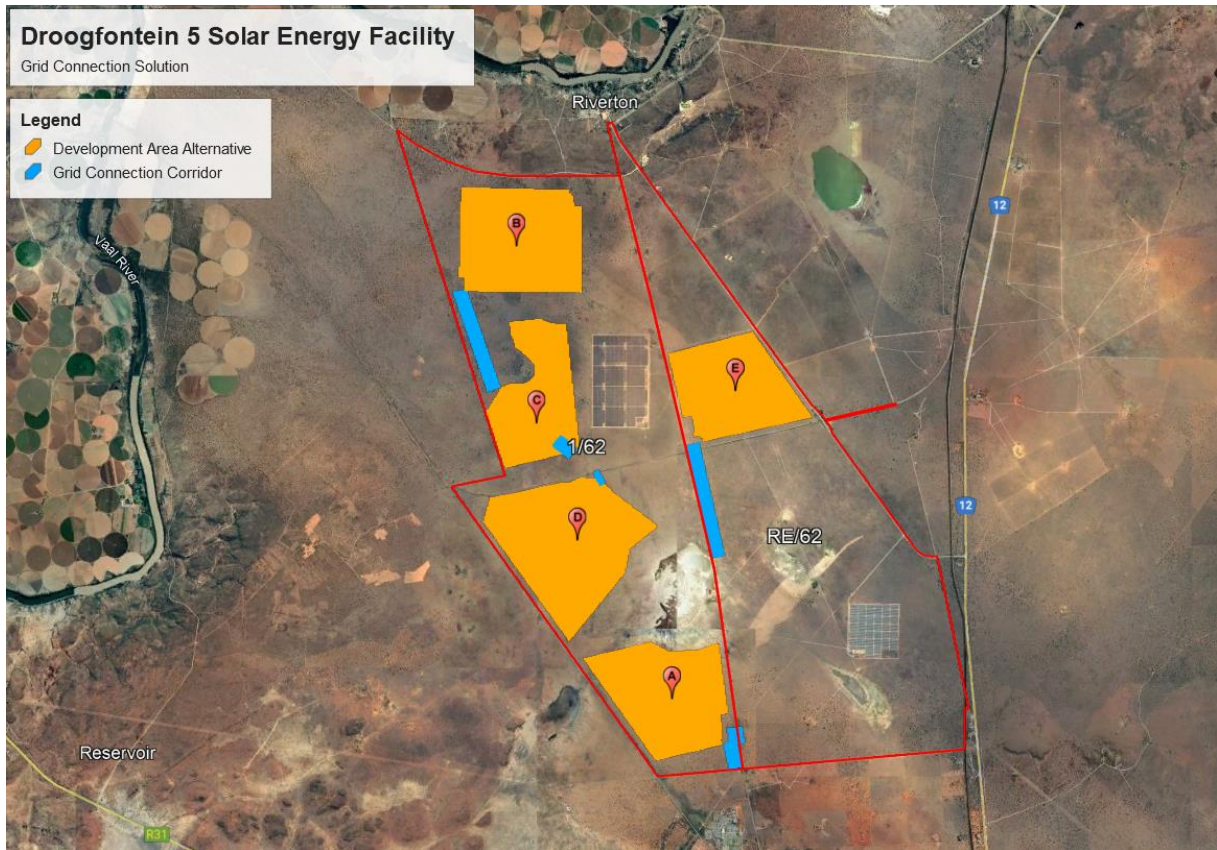 Droogfontein 5 Solar Energy Facility
Grid Connection Solution
Legend
Development Area Alternative
Grid Connection Corridor
Riverton
Vaal River
12
B
E
C
1/62
12
D
RE/62
A
Reservoir
R31